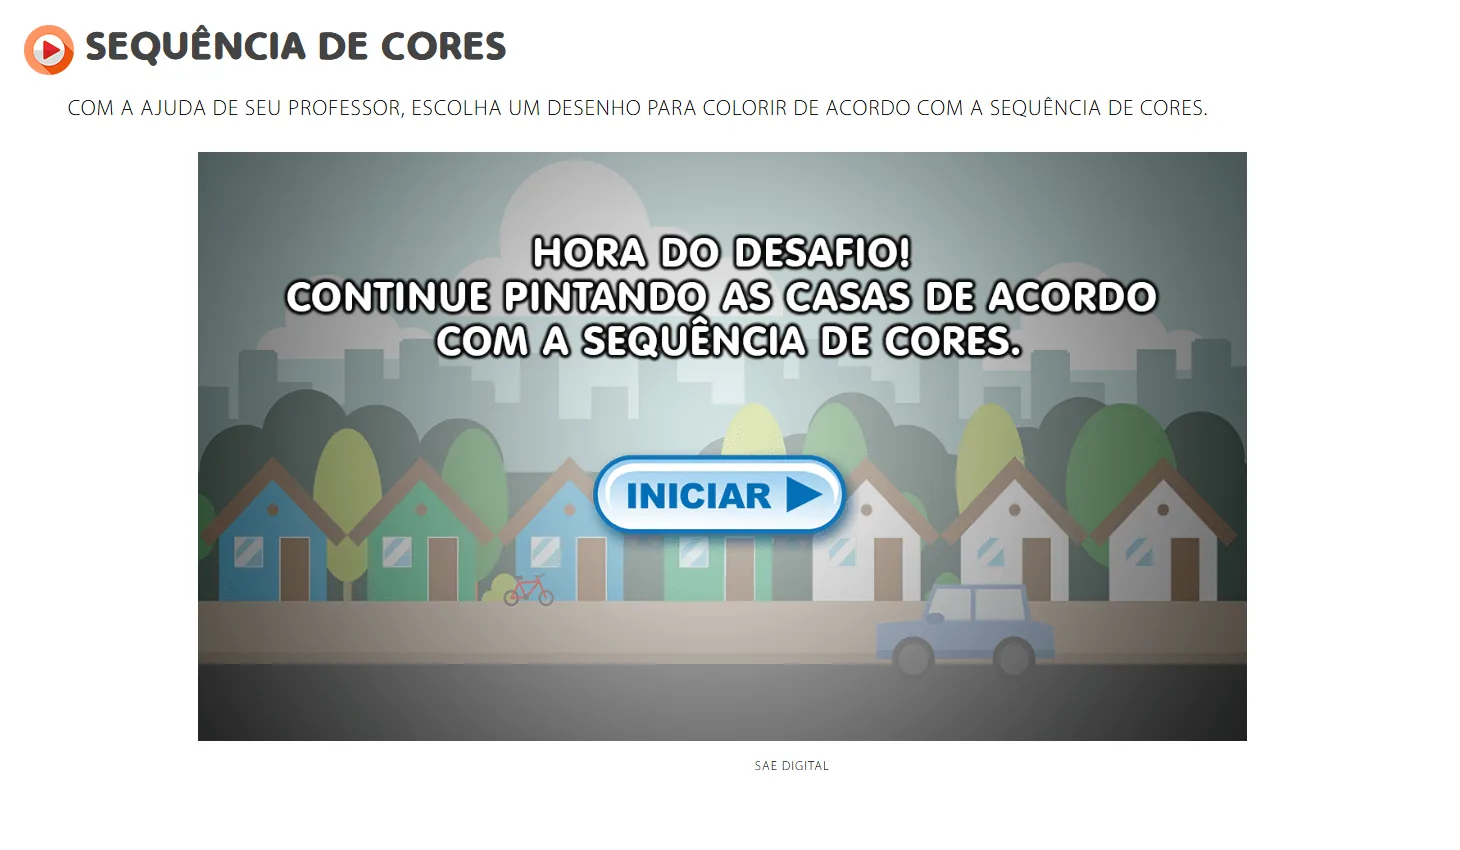 SEQUÊNCIA DE CORES
COM A AJUDA DE SEU PROFESSOR, ESCOLHA UM DESENHO PARA COLORIR DE ACORDO COM A SEQUÊNCIA DE CORES.
HORA DO DESAFIO!
CONTINUE PINTANDO AS CASAS DE ACORDO
COM A SEQUÊNCIA DE CORES.
INICIAR
SAE DIGITAL